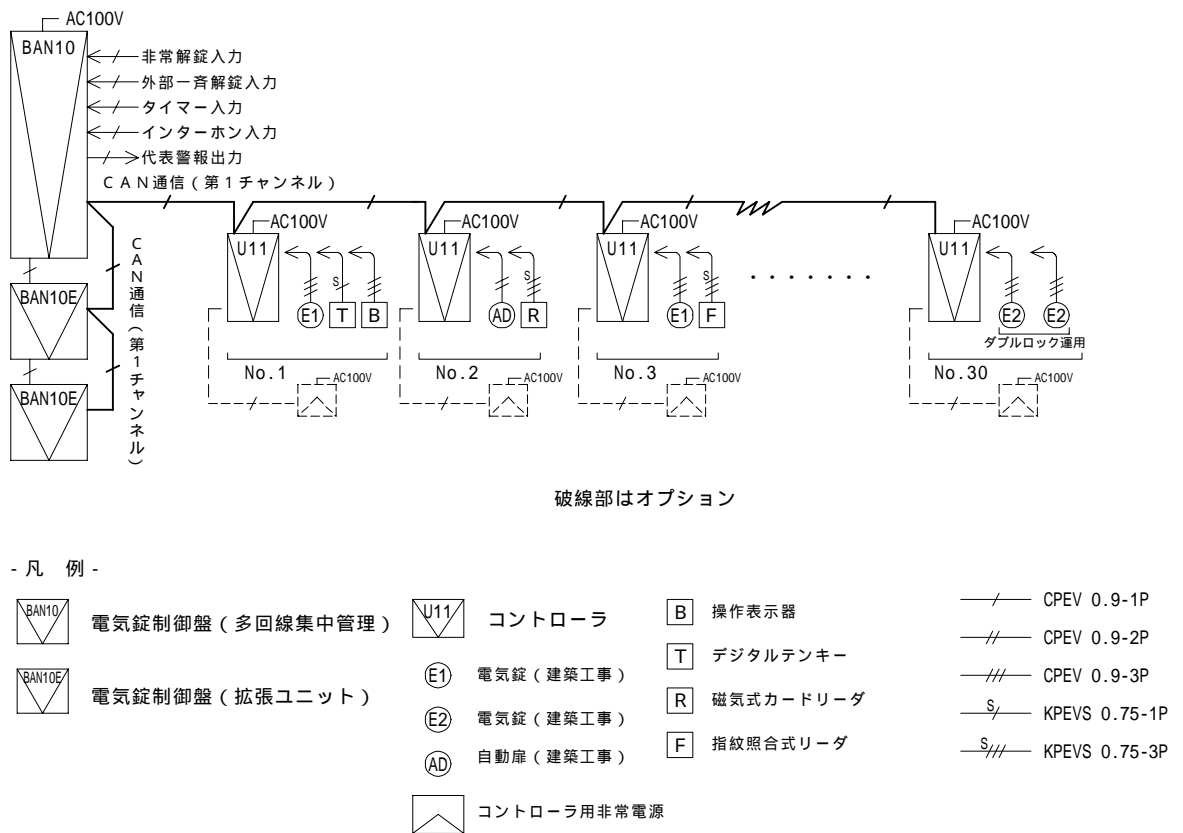 AC100V
BAN10
非常解錠入力
外部一斉解錠入力
タイマー入力
インターホン入力
代表警報出力
ＣＡＮ通信（第１チャンネル）
AC100V AC100V AC100V AC100V
U11 U11 U11 U11
ＣＡＮ通信（第１チャンネル）
BAN10E
S S S
E1 T B AD R E1 F ・・・・・・・ E2 E2
ダブルロック運用
No.1 No.2 No.3 No.30
AC100V AC100V AC100V AC100V
BAN10E
破線部はオプション
- 凡　例 -
BAN10 電気錠制御盤（多回線集中管理）
BAN10E 電気錠制御盤（拡張ユニット）
U11 コントローラ
E1 電気錠（建築工事）
E2 電気錠（建築工事）
AD 自動扉（建築工事）
コントローラ用非常電源
B 操作表示器
T デジタルテンキー
R 磁気式カードリーダ
F 指紋照合式リーダ
CPEV 0.9-1P
CPEV 0.9-2P
CPEV 0.9-3P
S KPEVS 0.75-1P
S KPEVS 0.75-3P